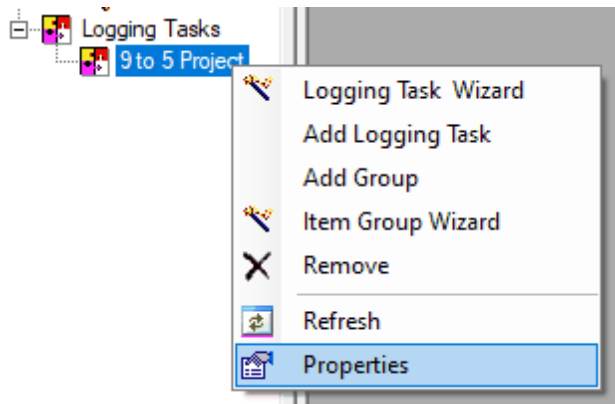 Logging Tasks
9 to 5 Project
Logging Task Wizard
Add Logging Task
Add Group
Item Group Wizard
Remove
Refresh
Properties